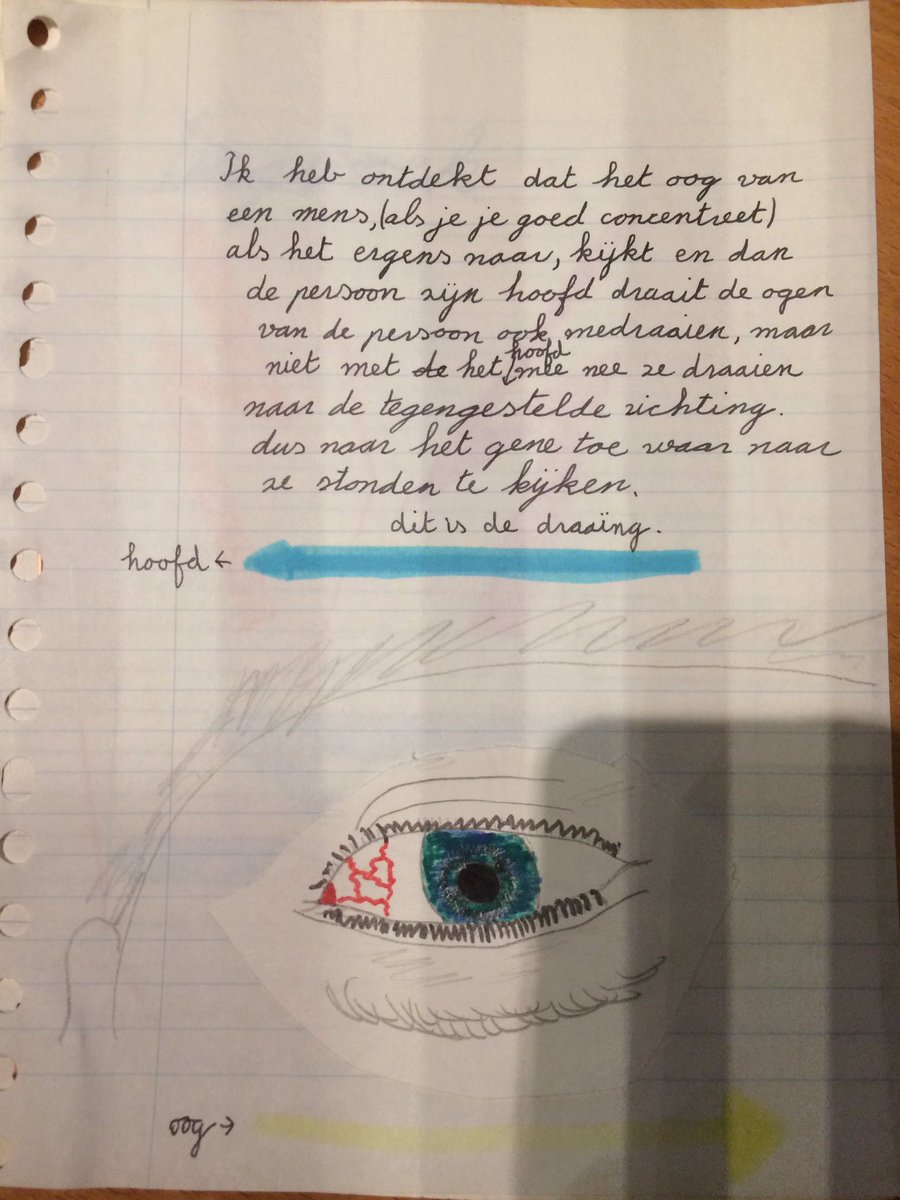 Ik heb ontdekt dat het oog van
een mens, (als je je goed concentreet)
als het ergens naar, kijkt en dan
de persoon zijn hoofd draait de ogen
van de persoon ook medraaien, maar
niet met de het hoofd mee nee ze draaien
naar de tegengestelde richting.
dus naar het gene toe waar naar
ze stonden te kijken.
dit is de draaïng.
hoofd ←
oog →